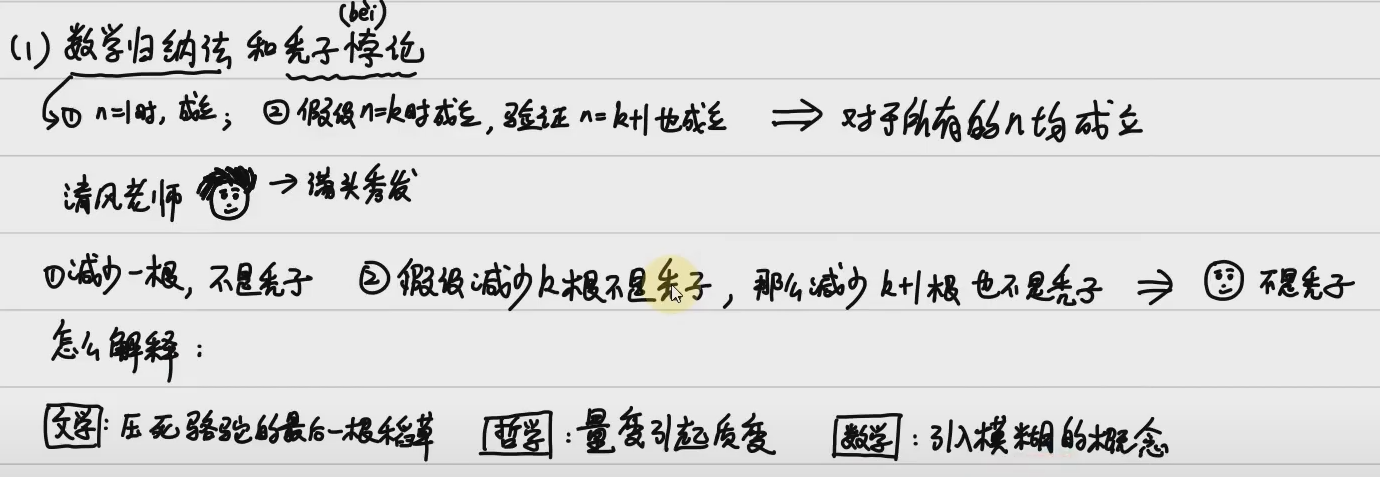 (bèi)
(1) 数学归纳法 和 秃子悖论
① n=1时, 成立; ② 假设n=k时成立, 验证 n=k+1也成立 ⇒ 对于所有的n均成立
清风老师 → 满头秀发
①减少一根, 不是秃子 ② 假设减少k根不是秃子, 那么减少 k+1根 也不是秃子 ⇒ 不是秃子
怎么解释:
文学: 压死骆驼的最后一根稻草 哲学: 量变引起质变 数学: 引入模糊的概念